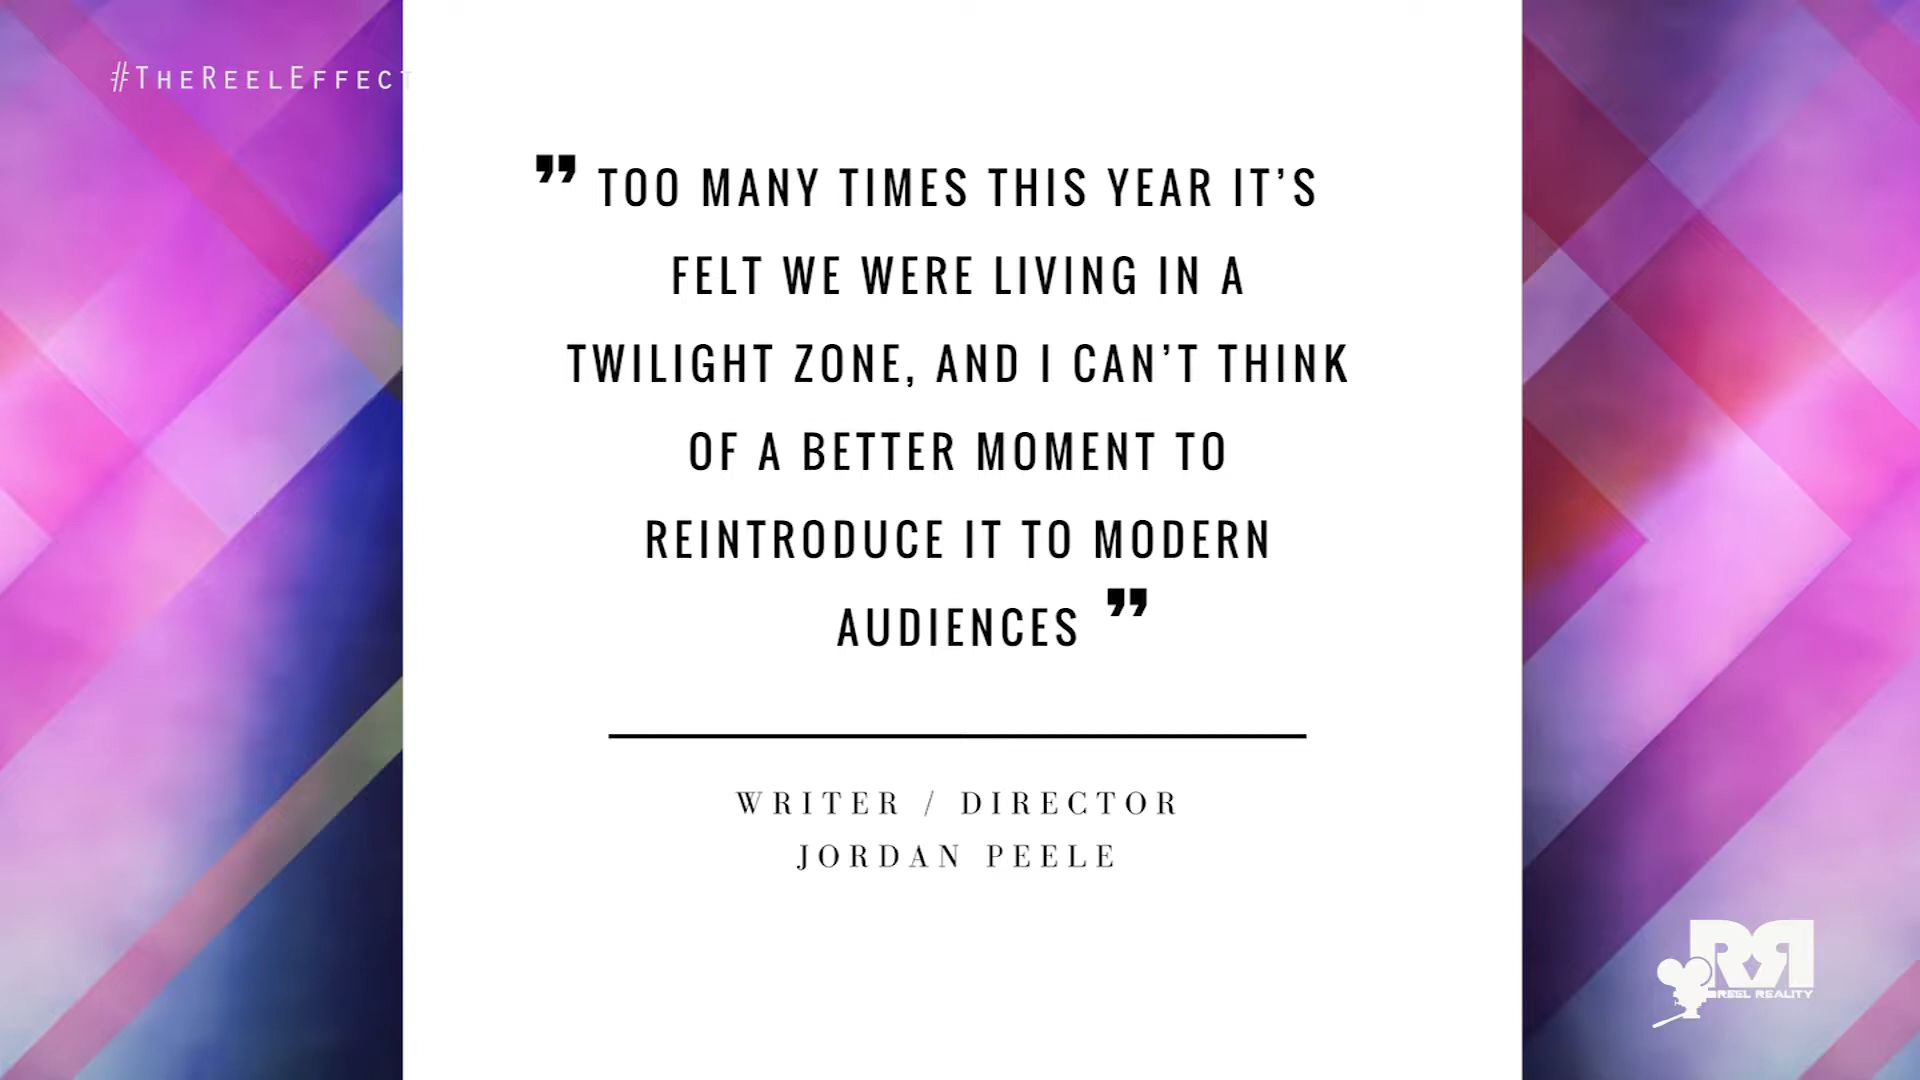 #TheReelEffect
” TOO MANY TIMES THIS YEAR IT’S
FELT WE WERE LIVING IN A
TWILIGHT ZONE, AND I CAN’T THINK
OF A BETTER MOMENT TO
REINTRODUCE IT TO MODERN
AUDIENCES ”
WRITER / DIRECTOR
JORDAN PEELE
RR
REEL REALITY